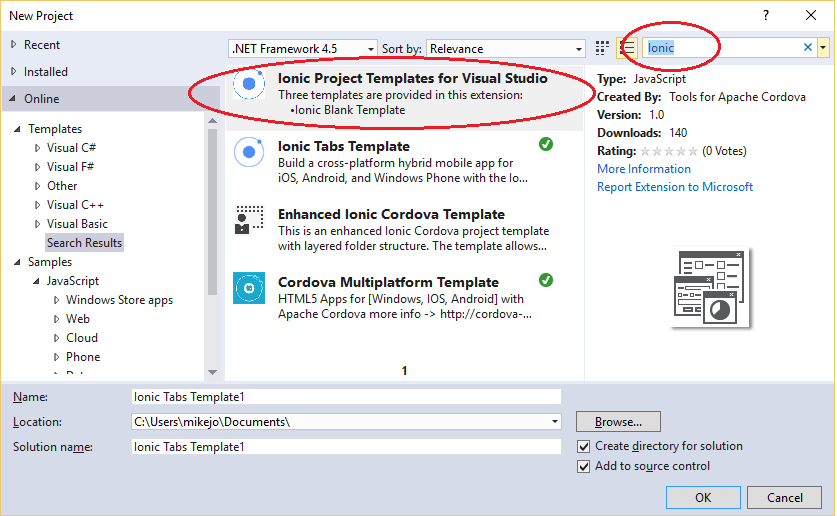 New Project
?
Recent
Installed
Online
Templates
Visual C#
Visual F#
Other
Visual C++
Visual Basic
Search Results
Samples
JavaScript
Windows Store apps
Web
Cloud
Phone
.NET Framework 4.5
Sort by: Relevance
Ionic
Ionic Project Templates for Visual Studio
Three templates are provided in this extension:
•Ionic Blank Template
Ionic Tabs Template
Build a cross-platform hybrid mobile app for
iOS, Android, and Windows Phone with the Io...
Enhanced Ionic Cordova Template
This is an enhanced Ionic Cordova project template
with layered folder structure. The template allows...
Cordova Multiplatform Template
HTML5 Apps for [Windows, IOS, Android] with
Apache Cordova more info -> http://cordova-...
1
Type: JavaScript
Created By: Tools for Apache Cordova
Version: 1.0
Downloads: 140
Rating: (0 Votes)
More Information
Report Extension to Microsoft
Name: Ionic Tabs Template1
Location: C:\Users\mikejo\Documents\
Browse...
Solution name: Ionic Tabs Template1
Create directory for solution
Add to source control
OK
Cancel